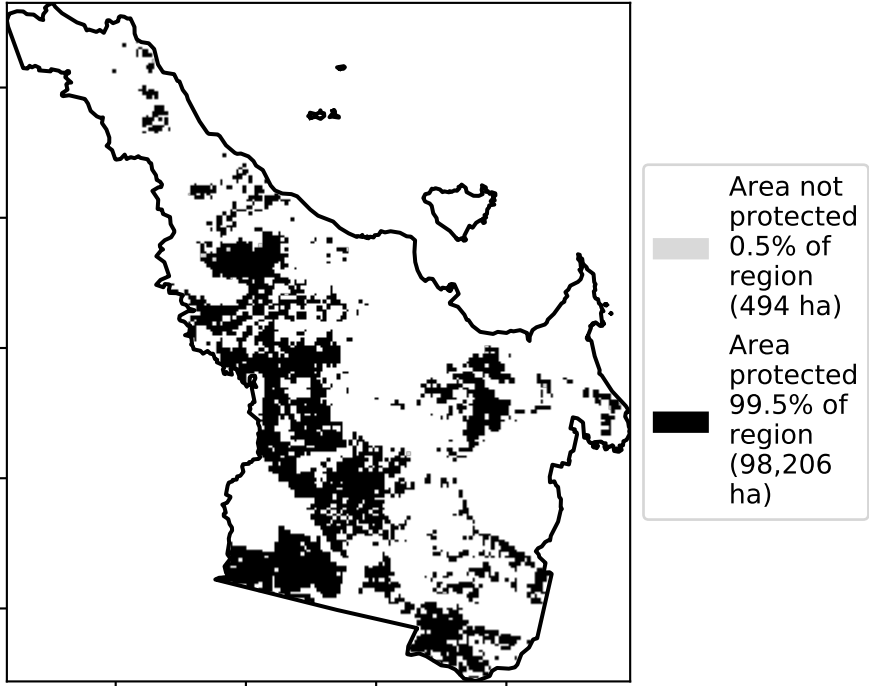 Area not
protected
0.5% of
region
(494 ha)
Area
protected
99.5% of
region
(98,206
ha)